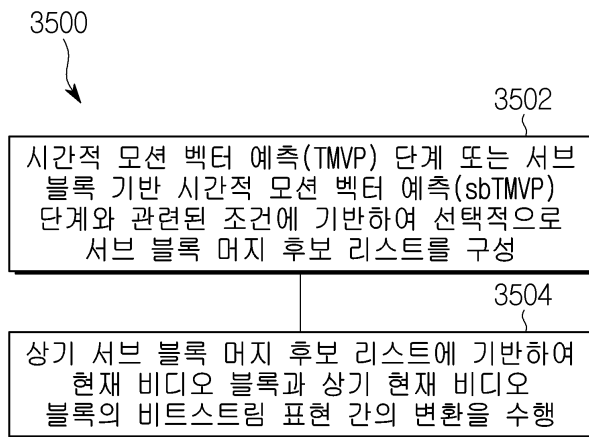 3500
3502
시간적 모션 벡터 예측(TMVP) 단계 또는 서브
블록 기반 시간적 모션 벡터 예측(sbTMVP)
단계와 관련된 조건에 기반하여 선택적으로
서브 블록 머지 후보 리스트를 구성
3504
상기 서브 블록 머지 후보 리스트에 기반하여
현재 비디오 블록과 상기 현재 비디오
블록의 비트스트림 표현 간의 변환을 수행